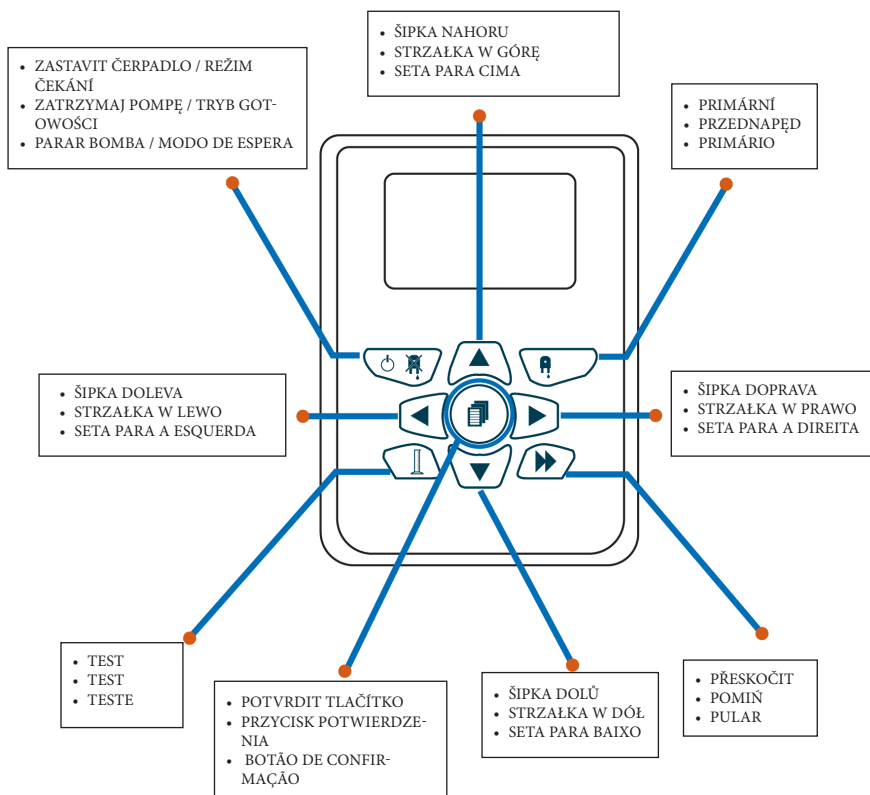 • ŠIPKA NAHORU
• STRZAŁKA W GÓRĘ
• SETA PARA CIMA
• ZASTAVIT ČERPADLO / REŽIM
ČEKÁNÍ
• ZATRZYMAJ POMPĘ / TRYB GOT-
OWOŚCI
• PARAR BOMBA / MODO DE ESPERA
• PRIMÁRNÍ
• PRZEDNAPĘD
• PRIMÁRIO
• ŠIPKA DOLEVA
• STRZAŁKA W LEWO
• SETA PARA A ESQUERDA
• ŠIPKA DOPRAVA
• STRZAŁKA W PRAWO
• SETA PARA A DIREITA
• TEST
• TEST
• TESTE
• POTVRDIT TLAČÍTKO
• PRZYCISK POTWIERDZE-
NIA
• BOTÃO DE CONFIR-
MAÇÃO
• ŠIPKA DOLŮ
• STRZAŁKA W DÓŁ
• SETA PARA BAIXO
• PŘESKOČIT
• POMIŃ
• PULAR